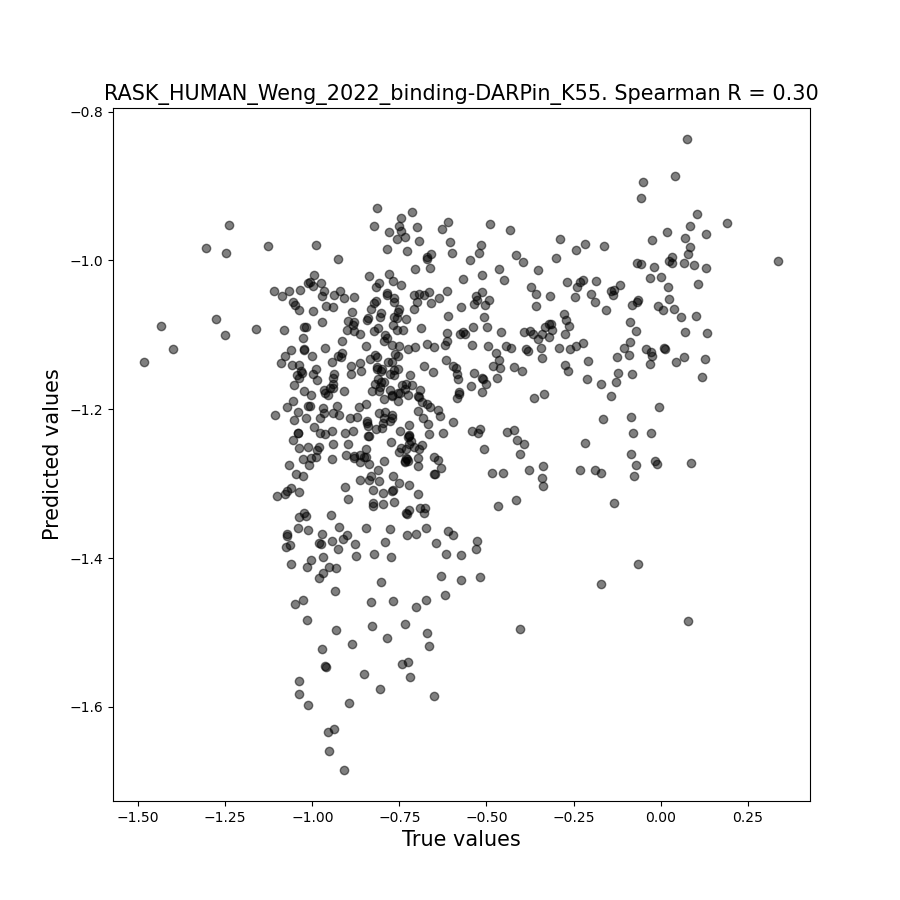 RASK_HUMAN_Weng_2022_binding-DARPin_K55. Spearman R = 0.30
−0.8
−1.0
−1.2
−1.4
−1.6
Predicted values
−1.50 −1.25 −1.00 −0.75 −0.50 −0.25 0.00 0.25
True values